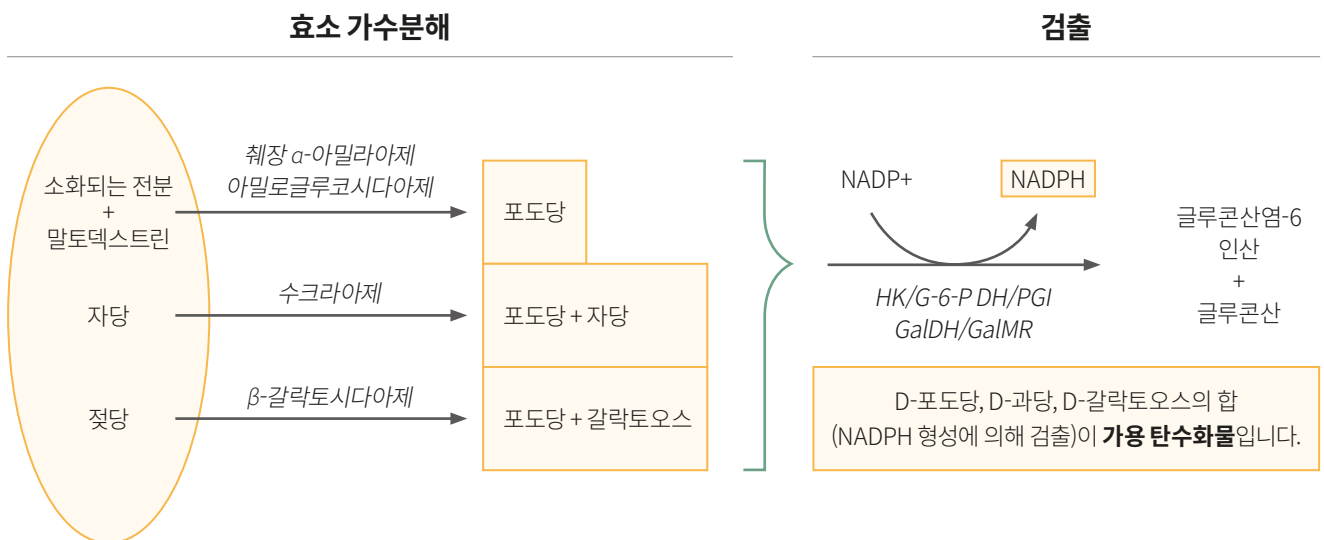 효소 가수분해
검출
소화되는 전분
+
말토덱스트린
췌장 α-아밀라아제
아밀로글루코시다아제
포도당
자당
수크라아제
포도당 + 자당
젖당
β-갈락토시다아제
포도당 + 갈락토오스
NADP+
NADPH
HK/G-6-P DH/PGI
GalDH/GalMR
글루콘산염-6
인산
+
글루콘산
D-포도당, D-과당, D-갈락토오스의 합
(NADPH 형성에 의해 검출)이 가용 탄수화물입니다.